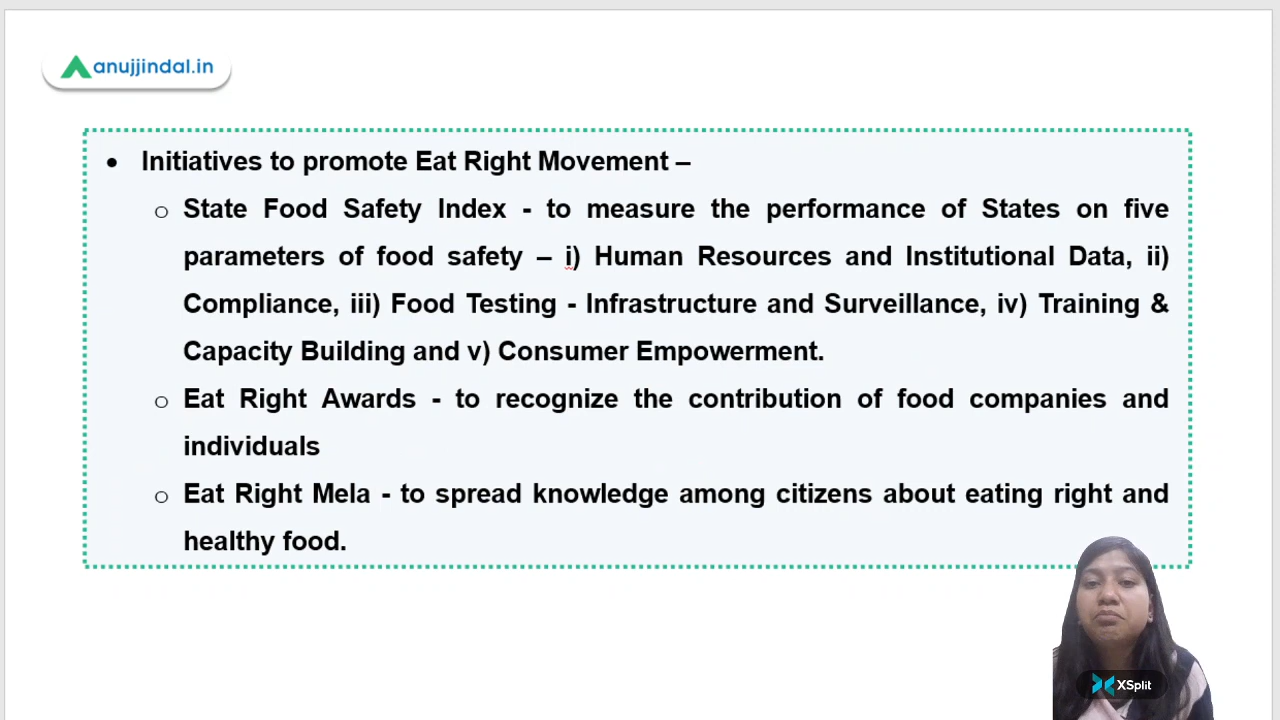 anujjindal.in
• Initiatives to promote Eat Right Movement –
o State Food Safety Index - to measure the performance of States on five
parameters of food safety – i) Human Resources and Institutional Data, ii)
Compliance, iii) Food Testing - Infrastructure and Surveillance, iv) Training &
Capacity Building and v) Consumer Empowerment.
o Eat Right Awards - to recognize the contribution of food companies and
individuals
o Eat Right Mela - to spread knowledge among citizens about eating right and
healthy food.
XSplit